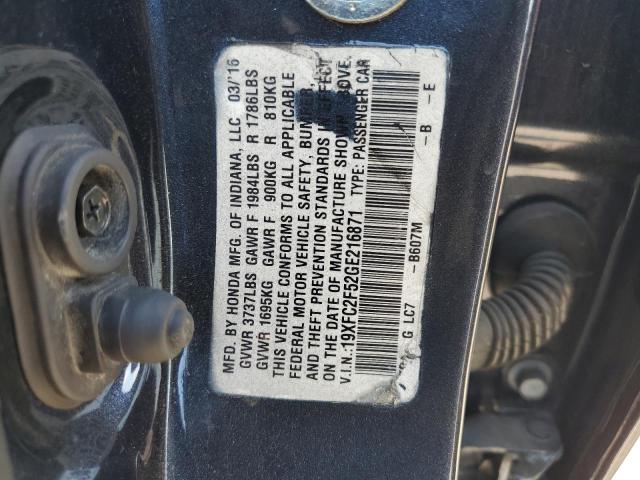 MFD. BY HONDA MFG. OF INDIANA, LLC 03/'16
GVWR 3737LBS GAWR F 1984LBS R 1786LBS
GVWR 1695KG GAWR F 900KG R 810KG
THIS VEHICLE CONFORMS TO ALL APPLICABLE
FEDERAL MOTOR VEHICLE SAFETY, BUMPER,
AND THEFT PREVENTION STANDARDS IN EFFECT
ON THE DATE OF MANUFACTURE SHOWN ABOVE.
V.I.N.:19XFC2F52GE216871 TYPE: PASSENGER CAR
G LC7 -B607M -B -E